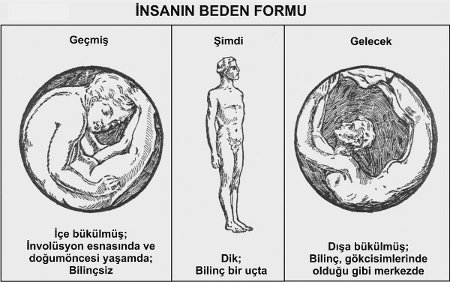 İNSANIN BEDEN FORMU
Geçmiş
İçe bükülmüş;
İnvolüsyon esnasında ve
doğumöncesi yaşamda;
Bilinçsiz
Şimdi
Dik;
Bilinç bir uçta
Gelecek
Dışa bükülmüş;
Bilinç, gökcisimlerinde
olduğu gibi merkezde